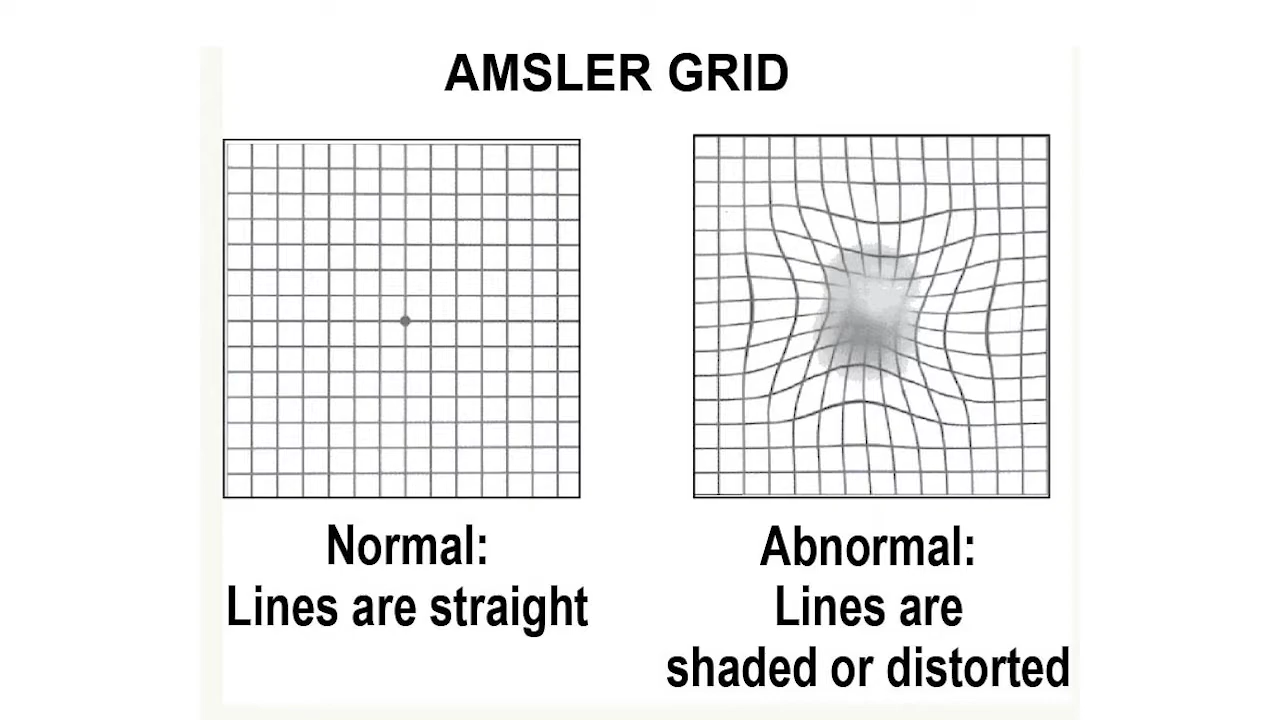 AMSLER GRID
Normal:
Lines are straight
Abnormal:
Lines are
shaded or distorted